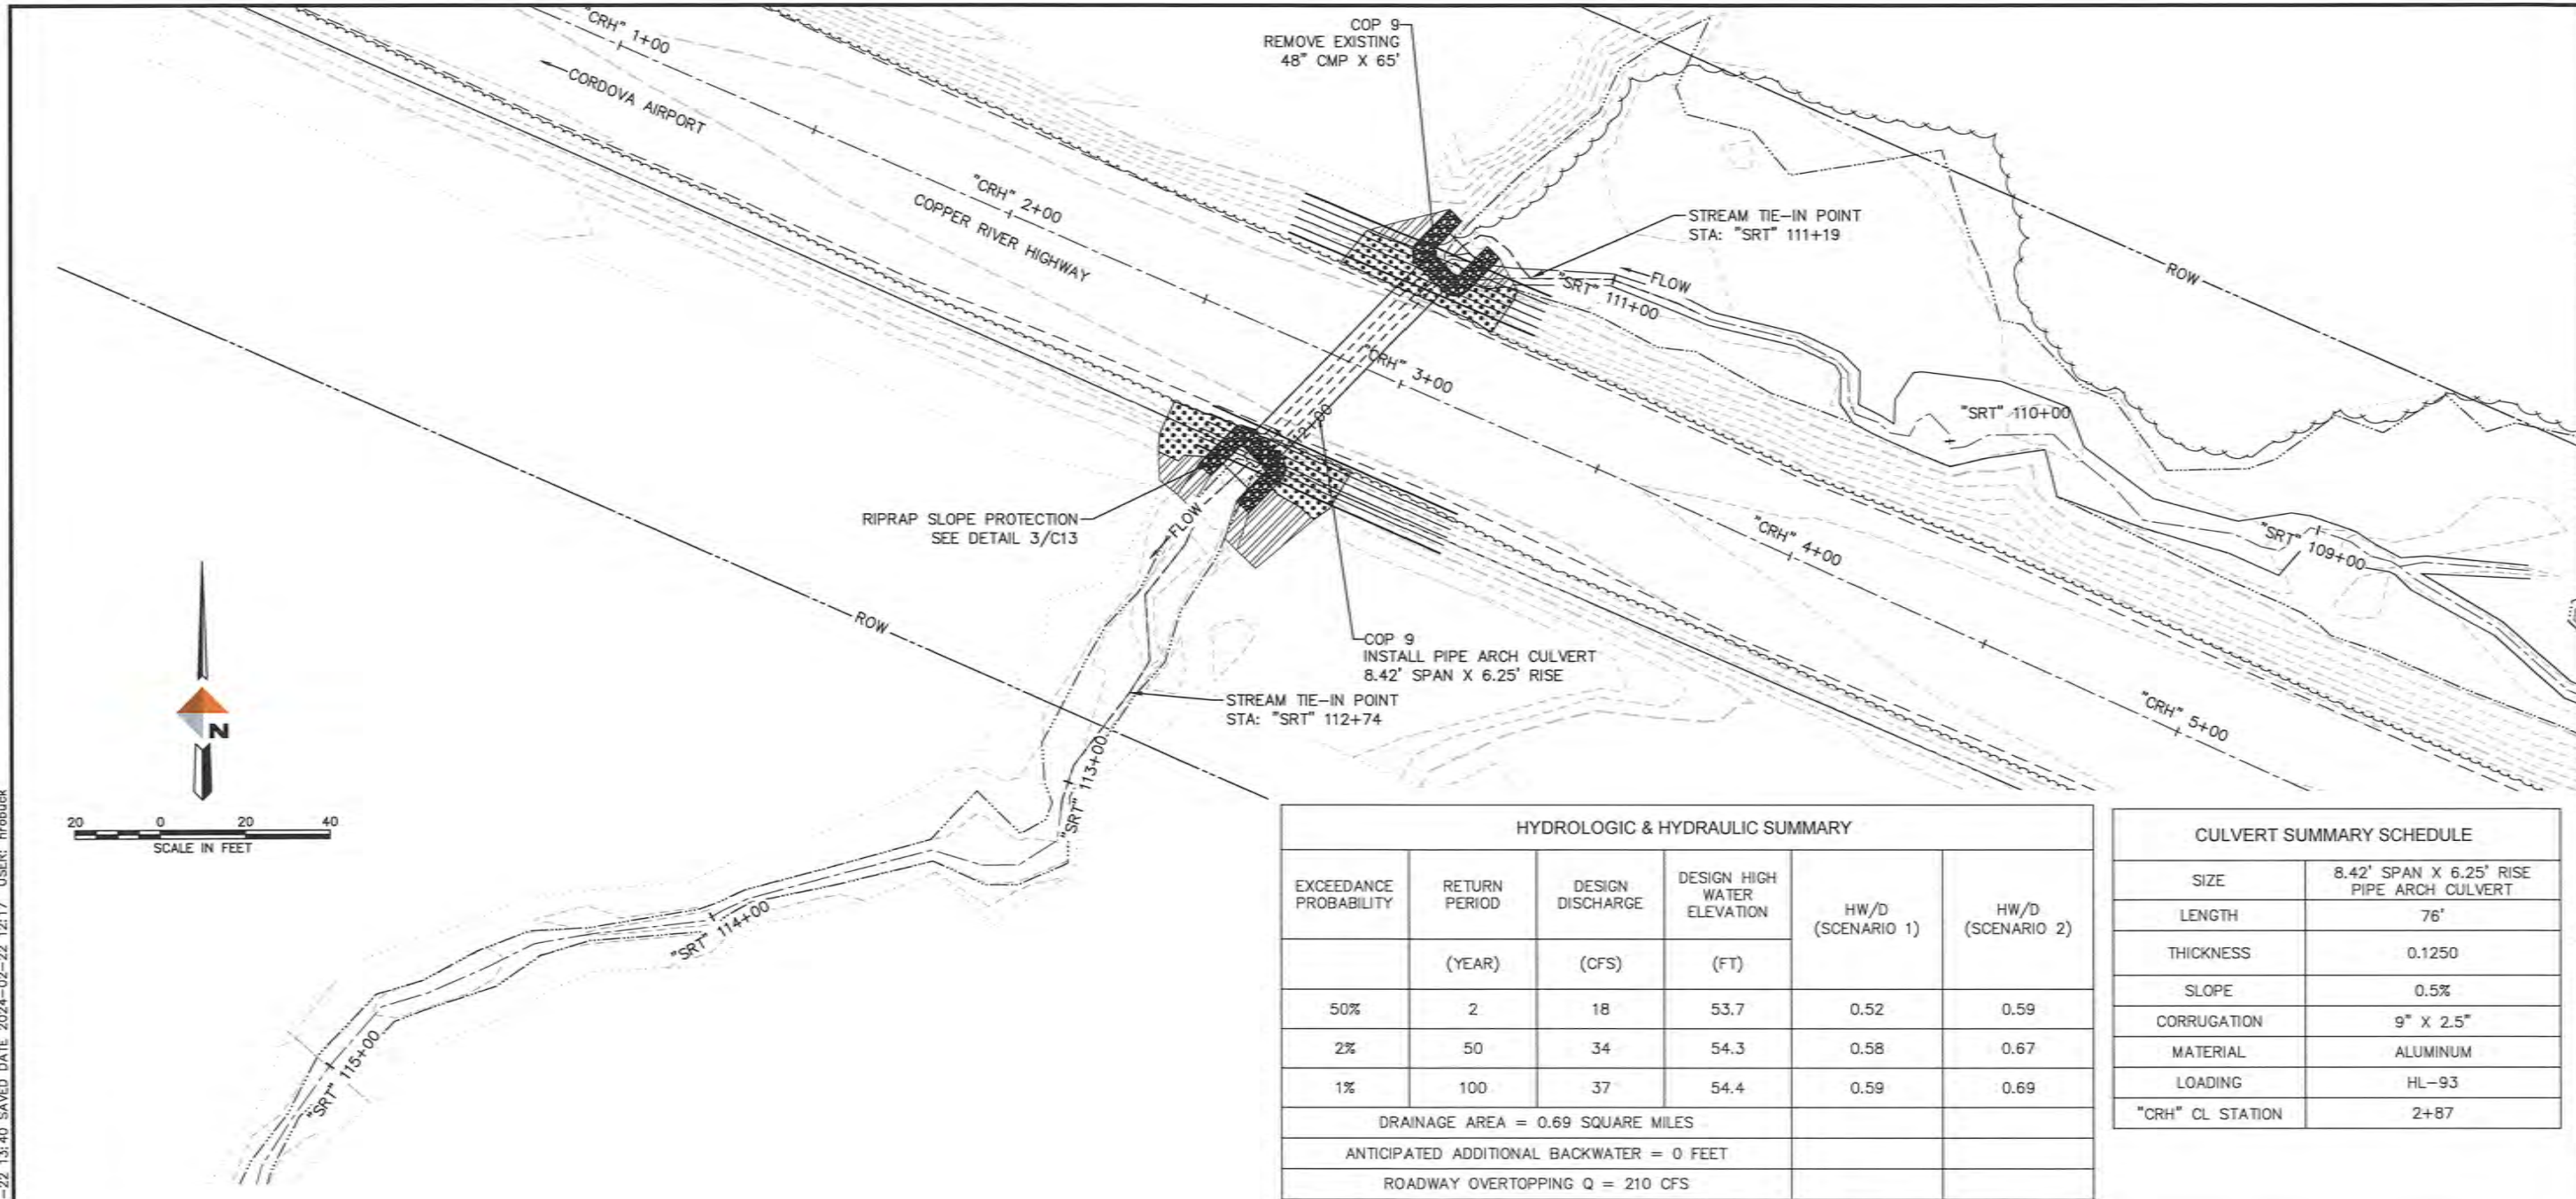 "CRH" 1+00
CORDOVA AIRPORT
"CRH" 2+00
COPPER RIVER HIGHWAY
COP 9
REMOVE EXISTING
48" CMP X 65'
STREAM TIE-IN POINT
STA: "SRT" 111+19
ROW
FLOW
"SRT" 111+00
"CRH" 3+00
"SRT" 110+00
"SRT" 109+00
"CRH" 4+00
"CRH" 5+00
RIPRAP SLOPE PROTECTION
SEE DETAIL 3/C13
FLOW
ROW
COP 9
INSTALL PIPE ARCH CULVERT
8.42' SPAN X 6.25' RISE
STREAM TIE-IN POINT
STA: "SRT" 112+74
"SRT" 113+00
"SRT" 114+00
"SRT" 115+00
N
20 0 20 40
SCALE IN FEET
HYDROLOGIC & HYDRAULIC SUMMARY
EXCEEDANCE PROBABILITY
RETURN PERIOD
DESIGN DISCHARGE
DESIGN HIGH WATER ELEVATION
HW/D (SCENARIO 1)
HW/D (SCENARIO 2)
(YEAR) (CFS) (FT)
50% 2 18 53.7 0.52 0.59
2% 50 34 54.3 0.58 0.67
1% 100 37 54.4 0.59 0.69
DRAINAGE AREA = 0.69 SQUARE MILES
ANTICIPATED ADDITIONAL BACKWATER = 0 FEET
ROADWAY OVERTOPPING Q = 210 CFS
CULVERT SUMMARY SCHEDULE
SIZE 8.42' SPAN X 6.25' RISE PIPE ARCH CULVERT
LENGTH 76'
THICKNESS 0.1250
SLOPE 0.5%
CORRUGATION 9" X 2.5"
MATERIAL ALUMINUM
LOADING HL-93
"CRH" CL STATION 2+87
13:40 SAVED DATE 2024-02-22 12:17 USER: